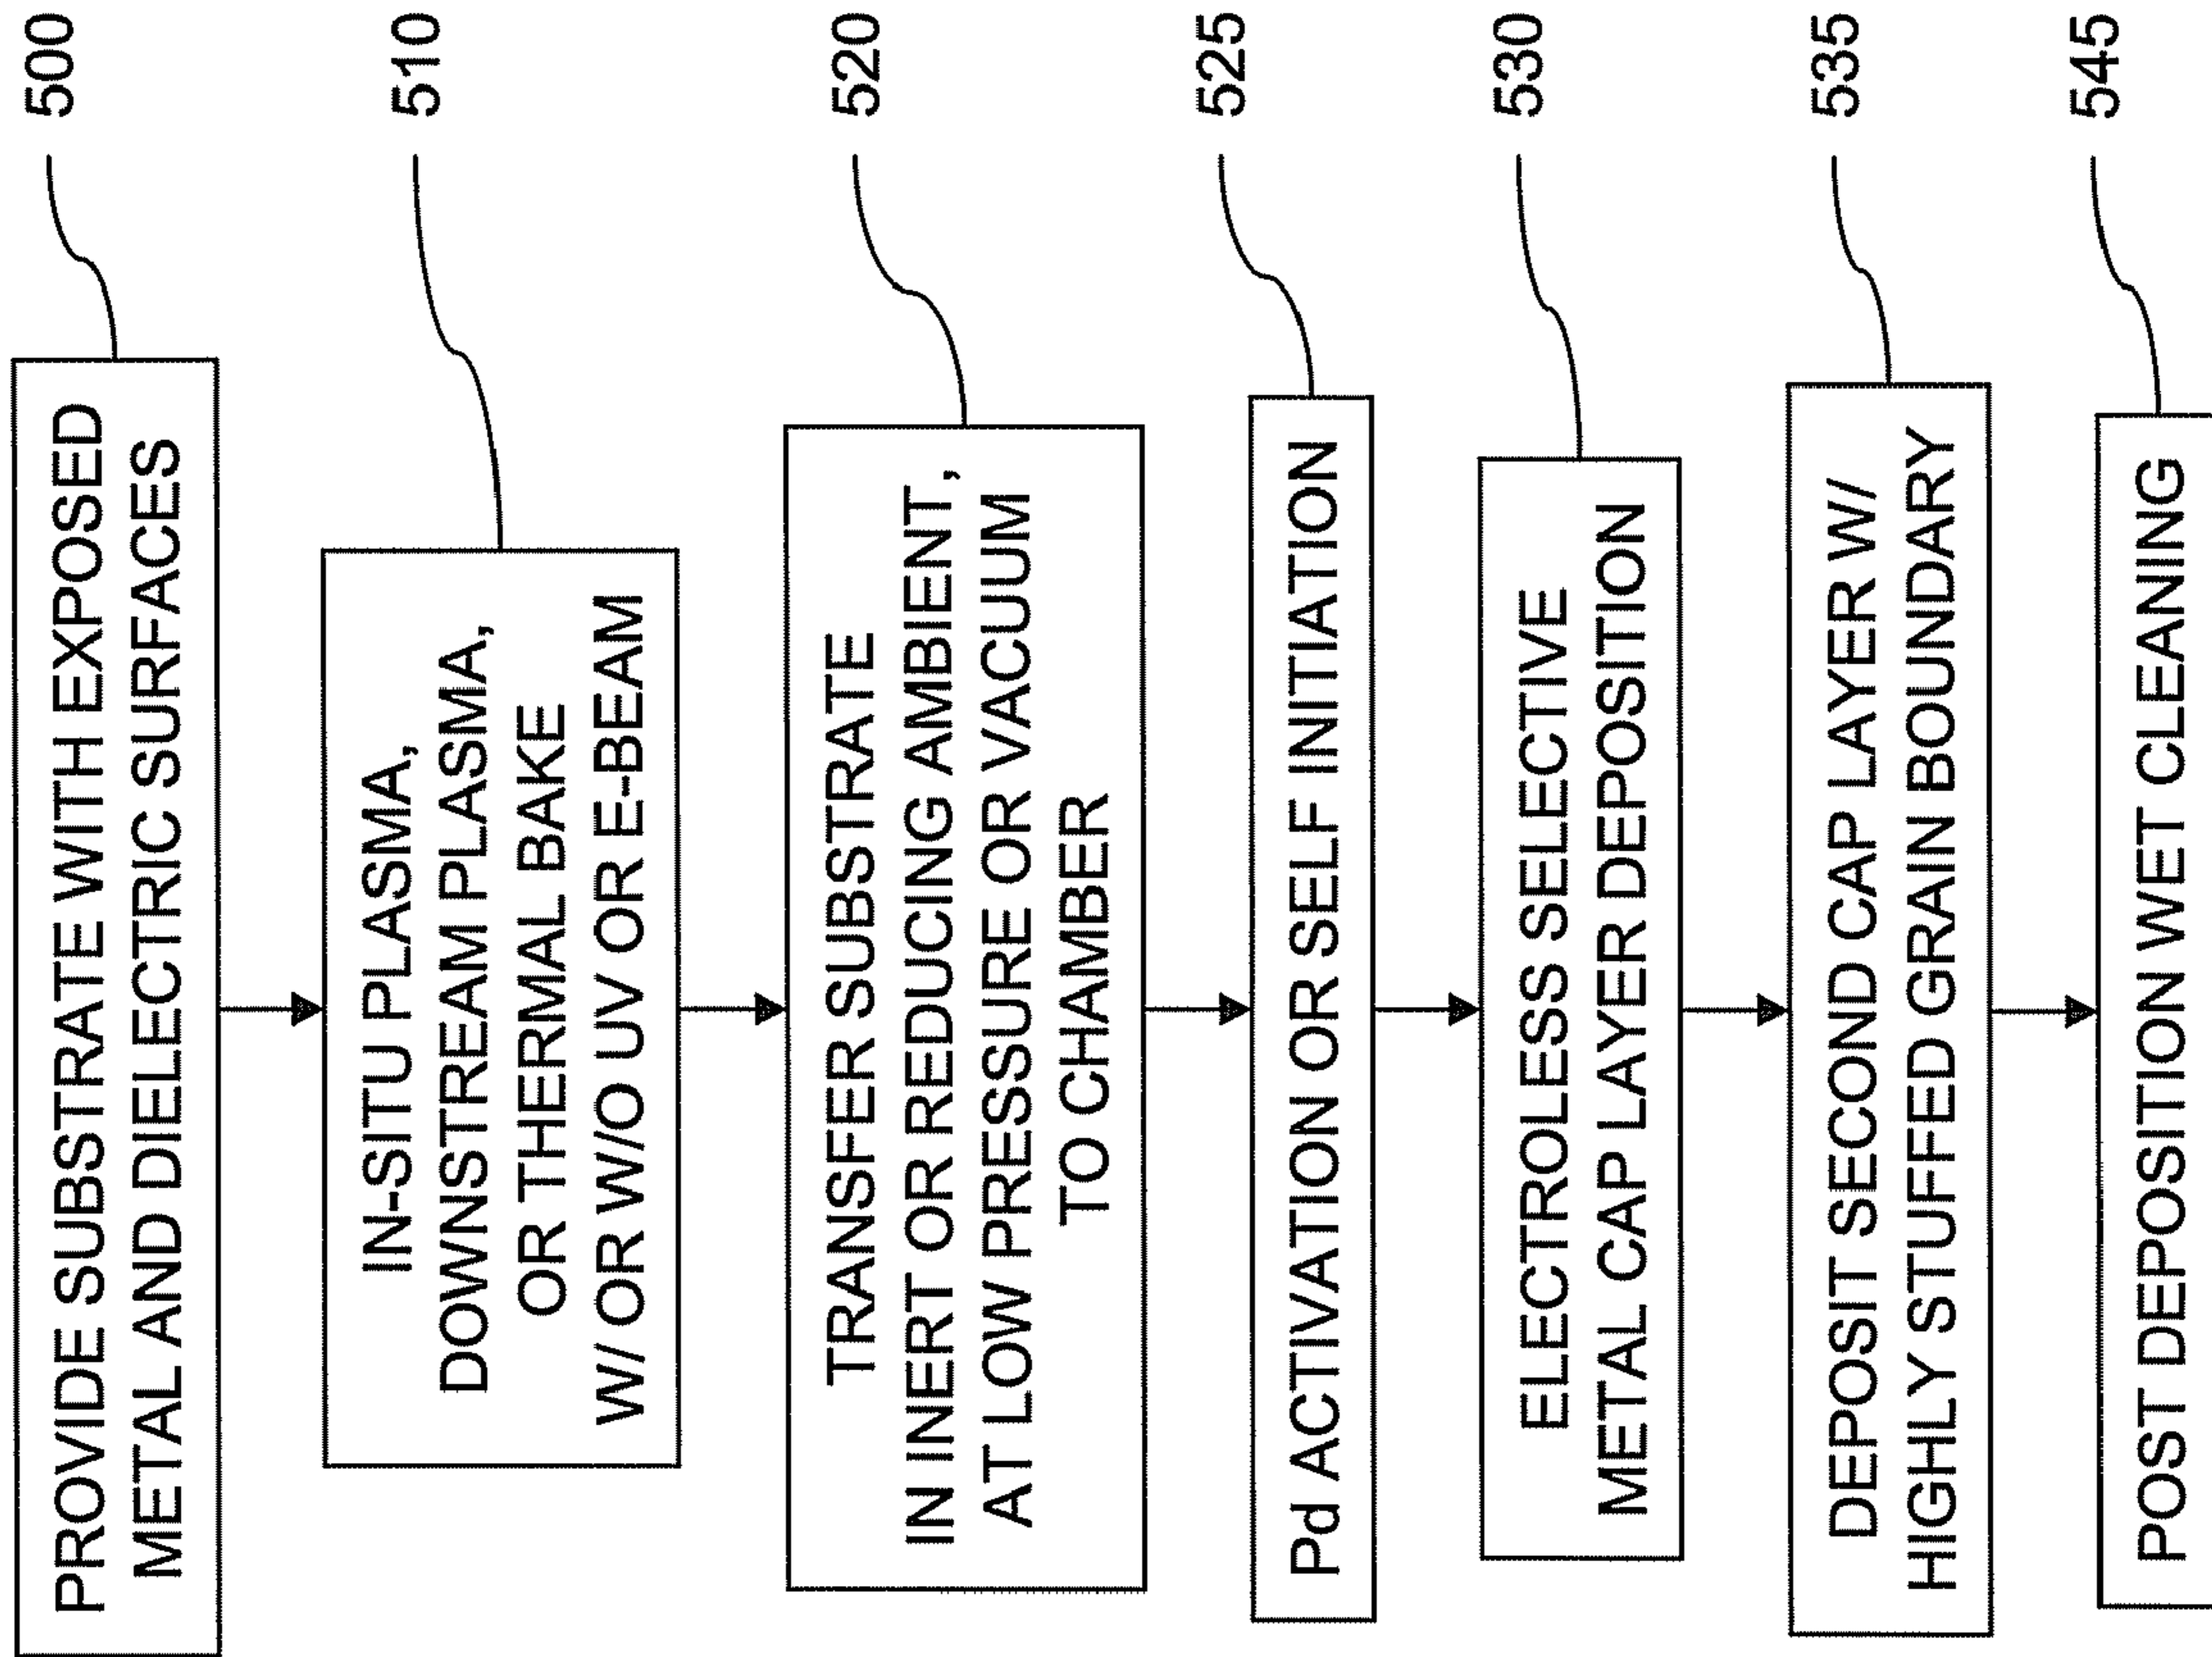 PROVIDE SUBSTRATE WITH EXPOSED
METAL AND DIELECTRIC SURFACES
500
IN-SITU PLASMA,
DOWNSTREAM PLASMA,
OR THERMAL BAKE
W/ OR W/O UV OR E-BEAM
510
TRANSFER SUBSTRATE
IN INERT OR REDUCING AMBIENT,
AT LOW PRESSURE OR VACUUM
TO CHAMBER
520
Pd ACTIVATION OR SELF INITIATION
525
ELECTROLESS SELECTIVE
METAL CAP LAYER DEPOSITION
530
DEPOSIT SECOND CAP LAYER W/
HIGHLY STUFFED GRAIN BOUNDARY
535
POST DEPOSITION WET CLEANING
545